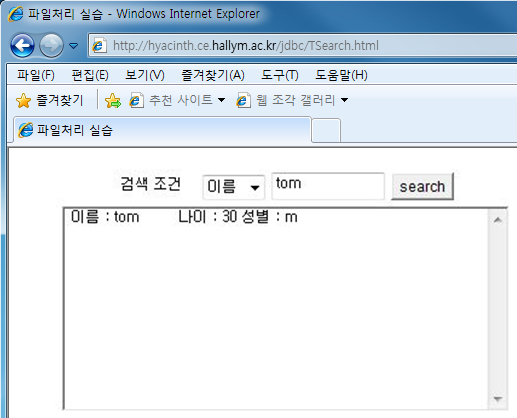 파일처리 실습 - Windows Internet Explorer
http://hyacinth.ce.hallym.ac.kr/jdbc/TSearch.html
파일(F) 편집(E) 보기(V) 즐겨찾기(A) 도구(T) 도움말(H)
즐겨찾기 추천 사이트 웹 조각 갤러리
파일처리 실습
검색 조건 이름 tom search
이름 : tom 나이 : 30 성별 : m